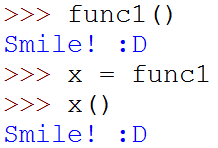 >>> func1()
Smile! :D
>>> x = func1
>>> x()
Smile! :D